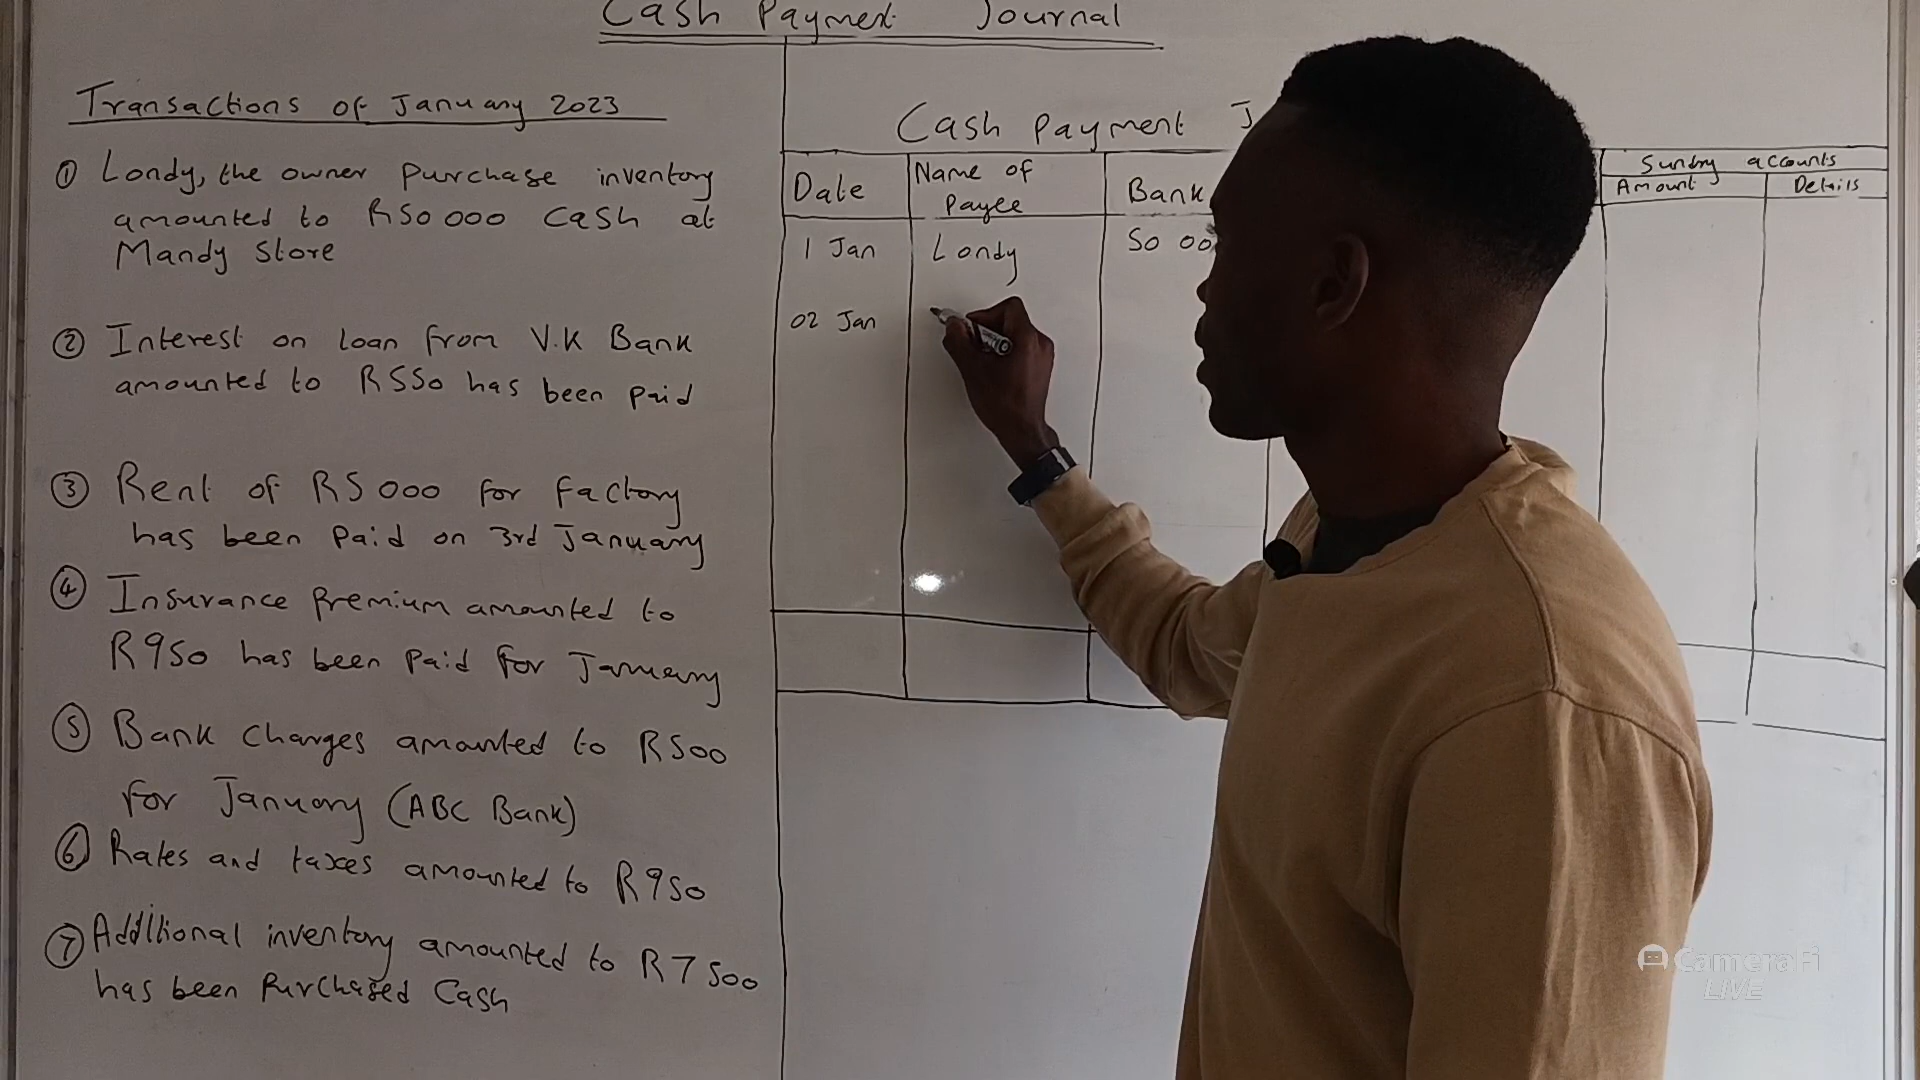 Cash Payment Journal
Transactions of January 2023
① Londy, the owner purchase inventory
amounted to R50 000 cash at
Mandy Store
② Interest on loan from V.K Bank
amounted to R550 has been paid
③ Rent of R5 000 for factory
has been paid on 3rd January
④ Insurance premium amounted to
R950 has been paid for January
⑤ Bank charges amounted to R500
for January (ABC Bank)
⑥ Rates and taxes amounted to R950
⑦ Additional inventory amounted to R7 500
has been purchased cash
Cash Payment J
Date
Name of
Payee
Bank
Sundry accounts
Amount
Details
1 Jan
Londy
50 00
02 Jan
CameraFi
LIVE